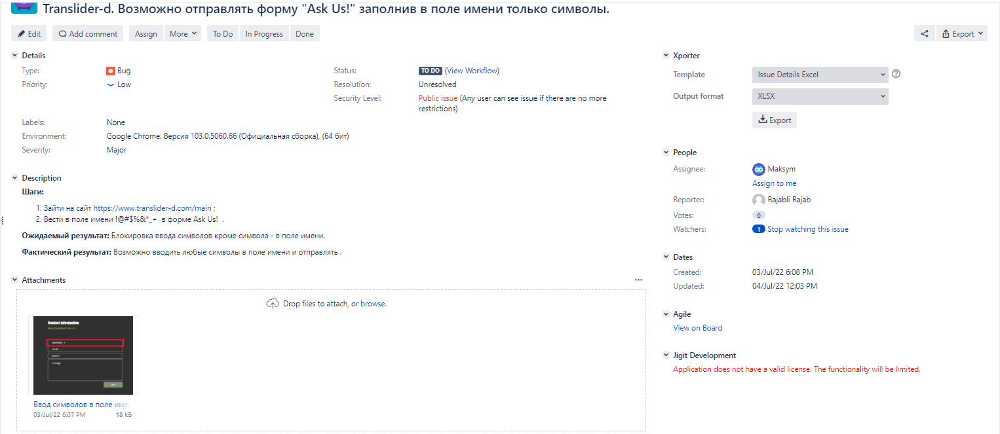 Translider-d. Возможно отправлять форму "Ask Us!" заполнив в поле имени только символы.
Edit
Add comment
Assign
More
To Do
In Progress
Done
Export
Details
Type:
Bug
Priority:
Low
Status:
TO DO (View Workflow)
Resolution:
Unresolved
Security Level:
Public issue (Any user can see issue if there are no more
restrictions)
Labels:
None
Environment:
Google Chrome. Версия 103.0.5060.66 (Официальная сборка), (64 бит)
Severity:
Major
Description
Шаги:
1. Зайти на сайт https://www.translider-d.com/main ;
2. Вести в поле имени !@#$%&*_+ в форме Ask Us! .
Ожидаемый результат: Блокировка ввода символов кроме символа - в поле имени.
Фактический результат: Возможно вводить любые символы в поле имени и отправлять .
Attachments
Drop files to attach, or browse.
Contact information
email
phone
message
send
Ввод символов в поле име
03/Jul/22 6:07 PM
18 kB
Xporter
Template
Issue Details Excel
Output format
XLSX
Export
People
Assignee:
Maksym
Assign to me
Reporter:
Rajabli Rajab
Votes:
0
Watchers:
1 Stop watching this issue
Dates
Created:
03/Jul/22 6:08 PM
Updated:
04/Jul/22 12:03 PM
Agile
View on Board
Jigit Development
Application does not have a valid license. The functionality will be limited.